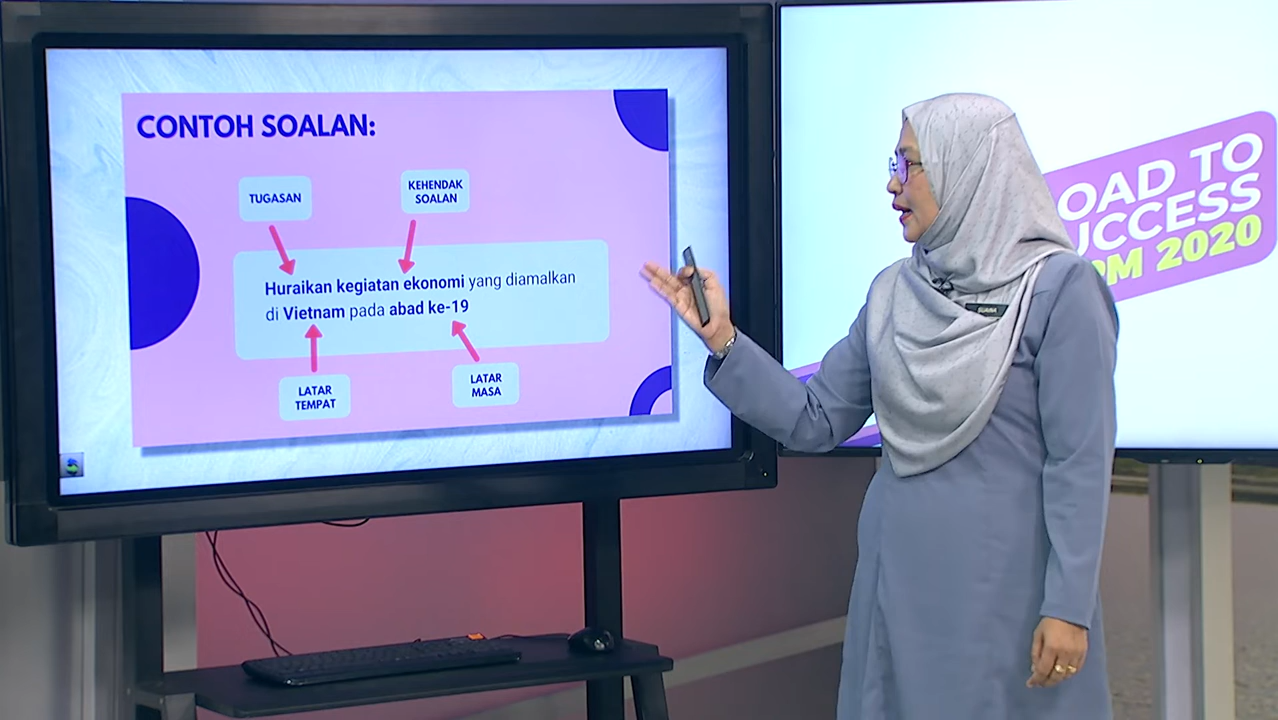 CONTOH SOALAN:
TUGASAN
KEHENDAK
SOALAN
Huraikan kegiatan ekonomi yang diamalkan
di Vietnam pada abad ke-19
LATAR
TEMPAT
LATAR
MASA
OAD TO
UCCESS
PM 2020